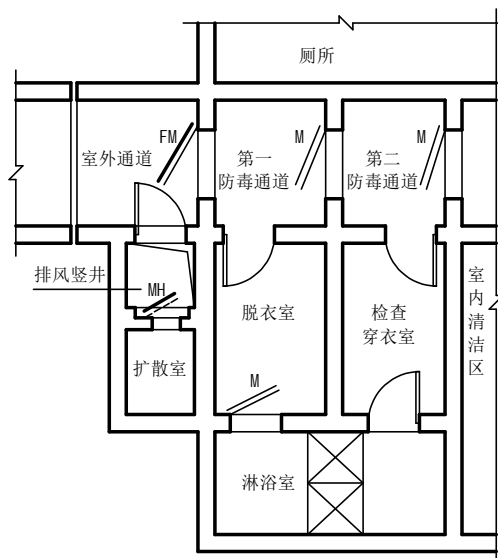 厕所
FM
M
M
室外通道
第一
防毒通道
第二
防毒通道
排风竖井
MH
脱衣室
检查
穿衣室
室内清洁区
扩散室
M
淋浴室